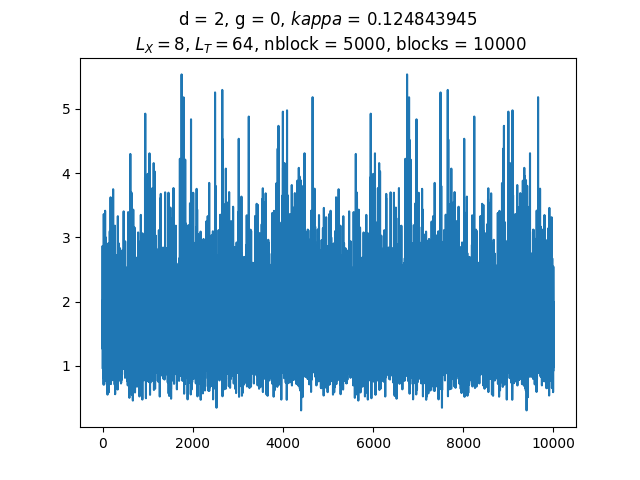 d = 2, g = 0, kappa = 0.124843945
L_X = 8, L_T = 64, nblock = 5000, blocks = 10000
5
4
3
2
1
0 2000 4000 6000 8000 10000